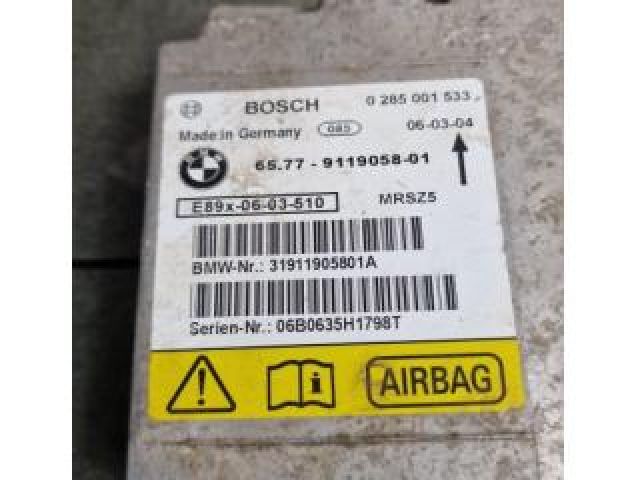 BOSCH 0 285 001 533
Made in Germany 085 06-03-04
65.77 - 9119058-01
E89x-06-03-510 MRSZ5
BMW-Nr.: 31911905801A
Serien-Nr.: 06B0635H1798T
AIRBAG